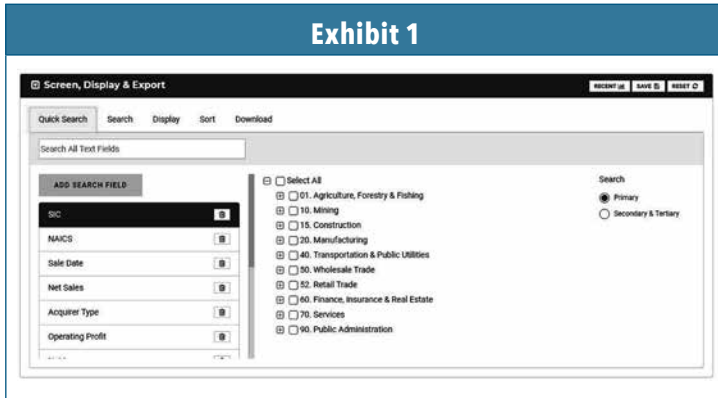 Exhibit 1
Screen, Display & Export
RECENT SAVE RESET
Quick Search Search Display Sort Download
Search All Text Fields
ADD SEARCH FIELD
SIC
NAICS
Sale Date
Net Sales
Acquirer Type
Operating Profit
Select All
01. Agriculture, Forestry & Fishing
10. Mining
15. Construction
20. Manufacturing
40. Transportation & Public Utilities
50. Wholesale Trade
52. Retail Trade
60. Finance, Insurance & Real Estate
70. Services
90. Public Administration
Search
Primary
Secondary & Tertiary